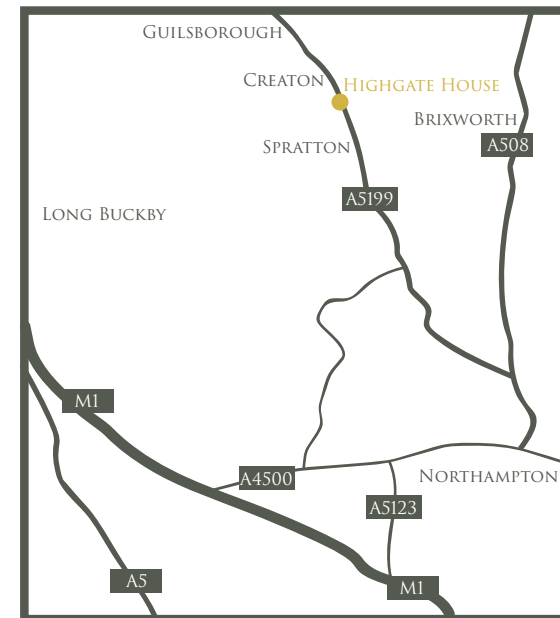 Guilsborough
Creaton
Highgate House
Brixworth
A508
Spratton
A5199
Long Buckby
M1
A4500
Northampton
A5123
A5
M1